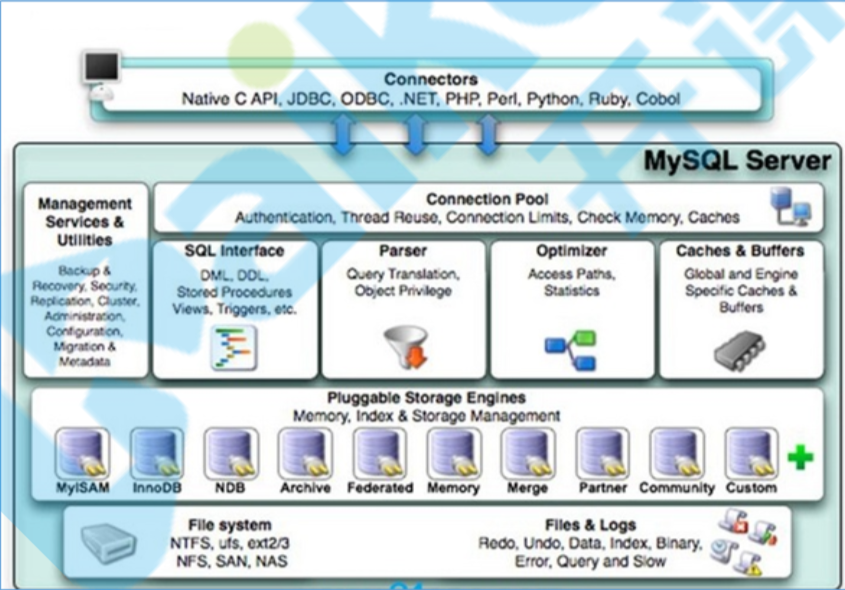 Connectors
Native C API, JDBC, ODBC, .NET, PHP, Perl, Python, Ruby, Cobol
MySQL Server
Management
Services &
Utilities
Backup &
Recovery, Security,
Replication, Cluster,
Administration,
Configuration,
Migration &
Metadata
Connection Pool
Authentication, Thread Reuse, Connection Limits, Check Memory, Caches
SQL Interface
DML, DDL,
Stored Procedures
Views, Triggers, etc.
Parser
Query Translation,
Object Privilege
Optimizer
Access Paths,
Statistics
Caches & Buffers
Global and Engine
Specific Caches &
Buffers
Pluggable Storage Engines
Memory, Index & Storage Management
MyISAM
InnoDB
NDB
Archive
Federated
Memory
Merge
Partner
Community
Custom
File system
NTFS, ufs, ext2/3
NFS, SAN, NAS
Files & Logs
Redo, Undo, Data, Index, Binary,
Error, Query and Slow